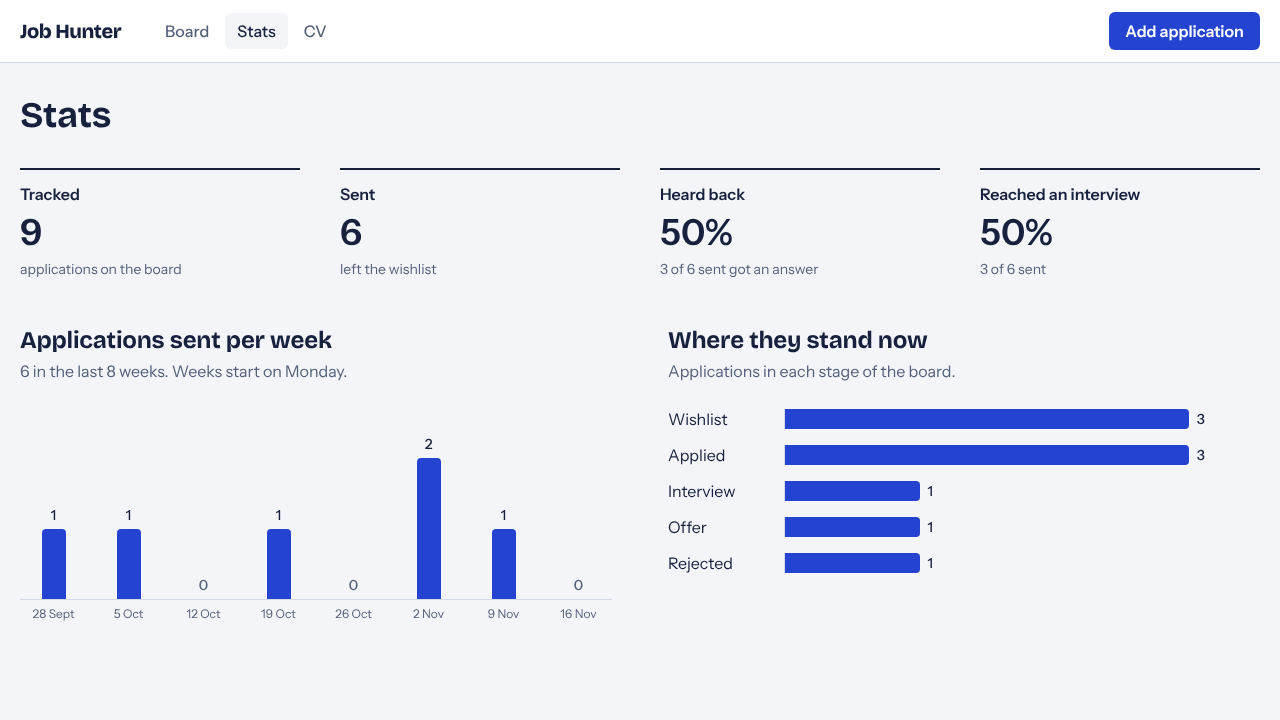 Job Hunter
Board
Stats
CV
Add application
Stats
Tracked
9
applications on the board
Sent
6
left the wishlist
Heard back
50%
3 of 6 sent got an answer
Reached an interview
50%
3 of 6 sent
Applications sent per week
6 in the last 8 weeks. Weeks start on Monday.
1
1
0
1
0
2
1
0
28 Sept
5 Oct
12 Oct
19 Oct
26 Oct
2 Nov
9 Nov
16 Nov
Where they stand now
Applications in each stage of the board.
Wishlist 3
Applied 3
Interview 1
Offer 1
Rejected 1